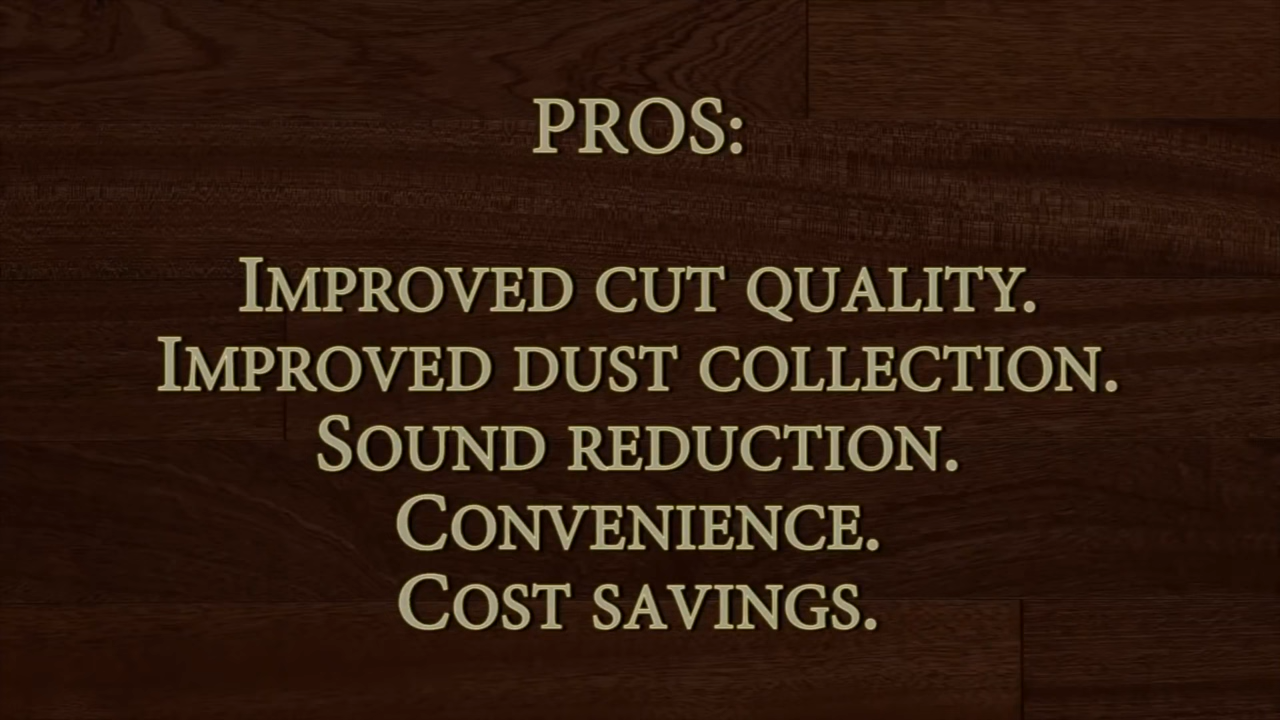 PROS:
Improved cut quality.
Improved dust collection.
Sound reduction.
Convenience.
Cost savings.